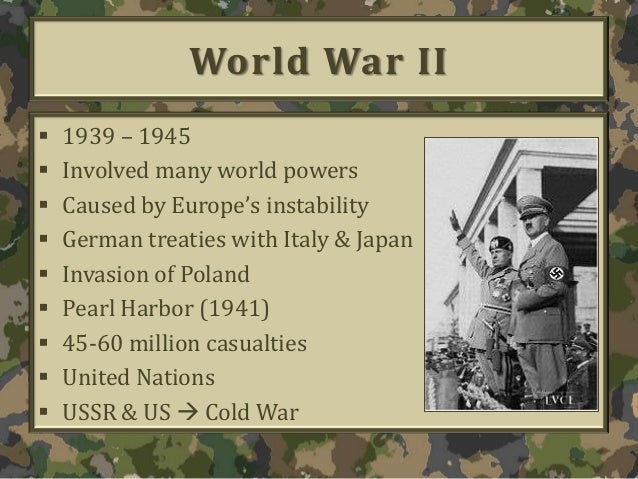 World War II
▪ 1939 – 1945
▪ Involved many world powers
▪ Caused by Europe’s instability
▪ German treaties with Italy & Japan
▪ Invasion of Poland
▪ Pearl Harbor (1941)
▪ 45-60 million casualties
▪ United Nations
▪ USSR & US → Cold War
LVCI